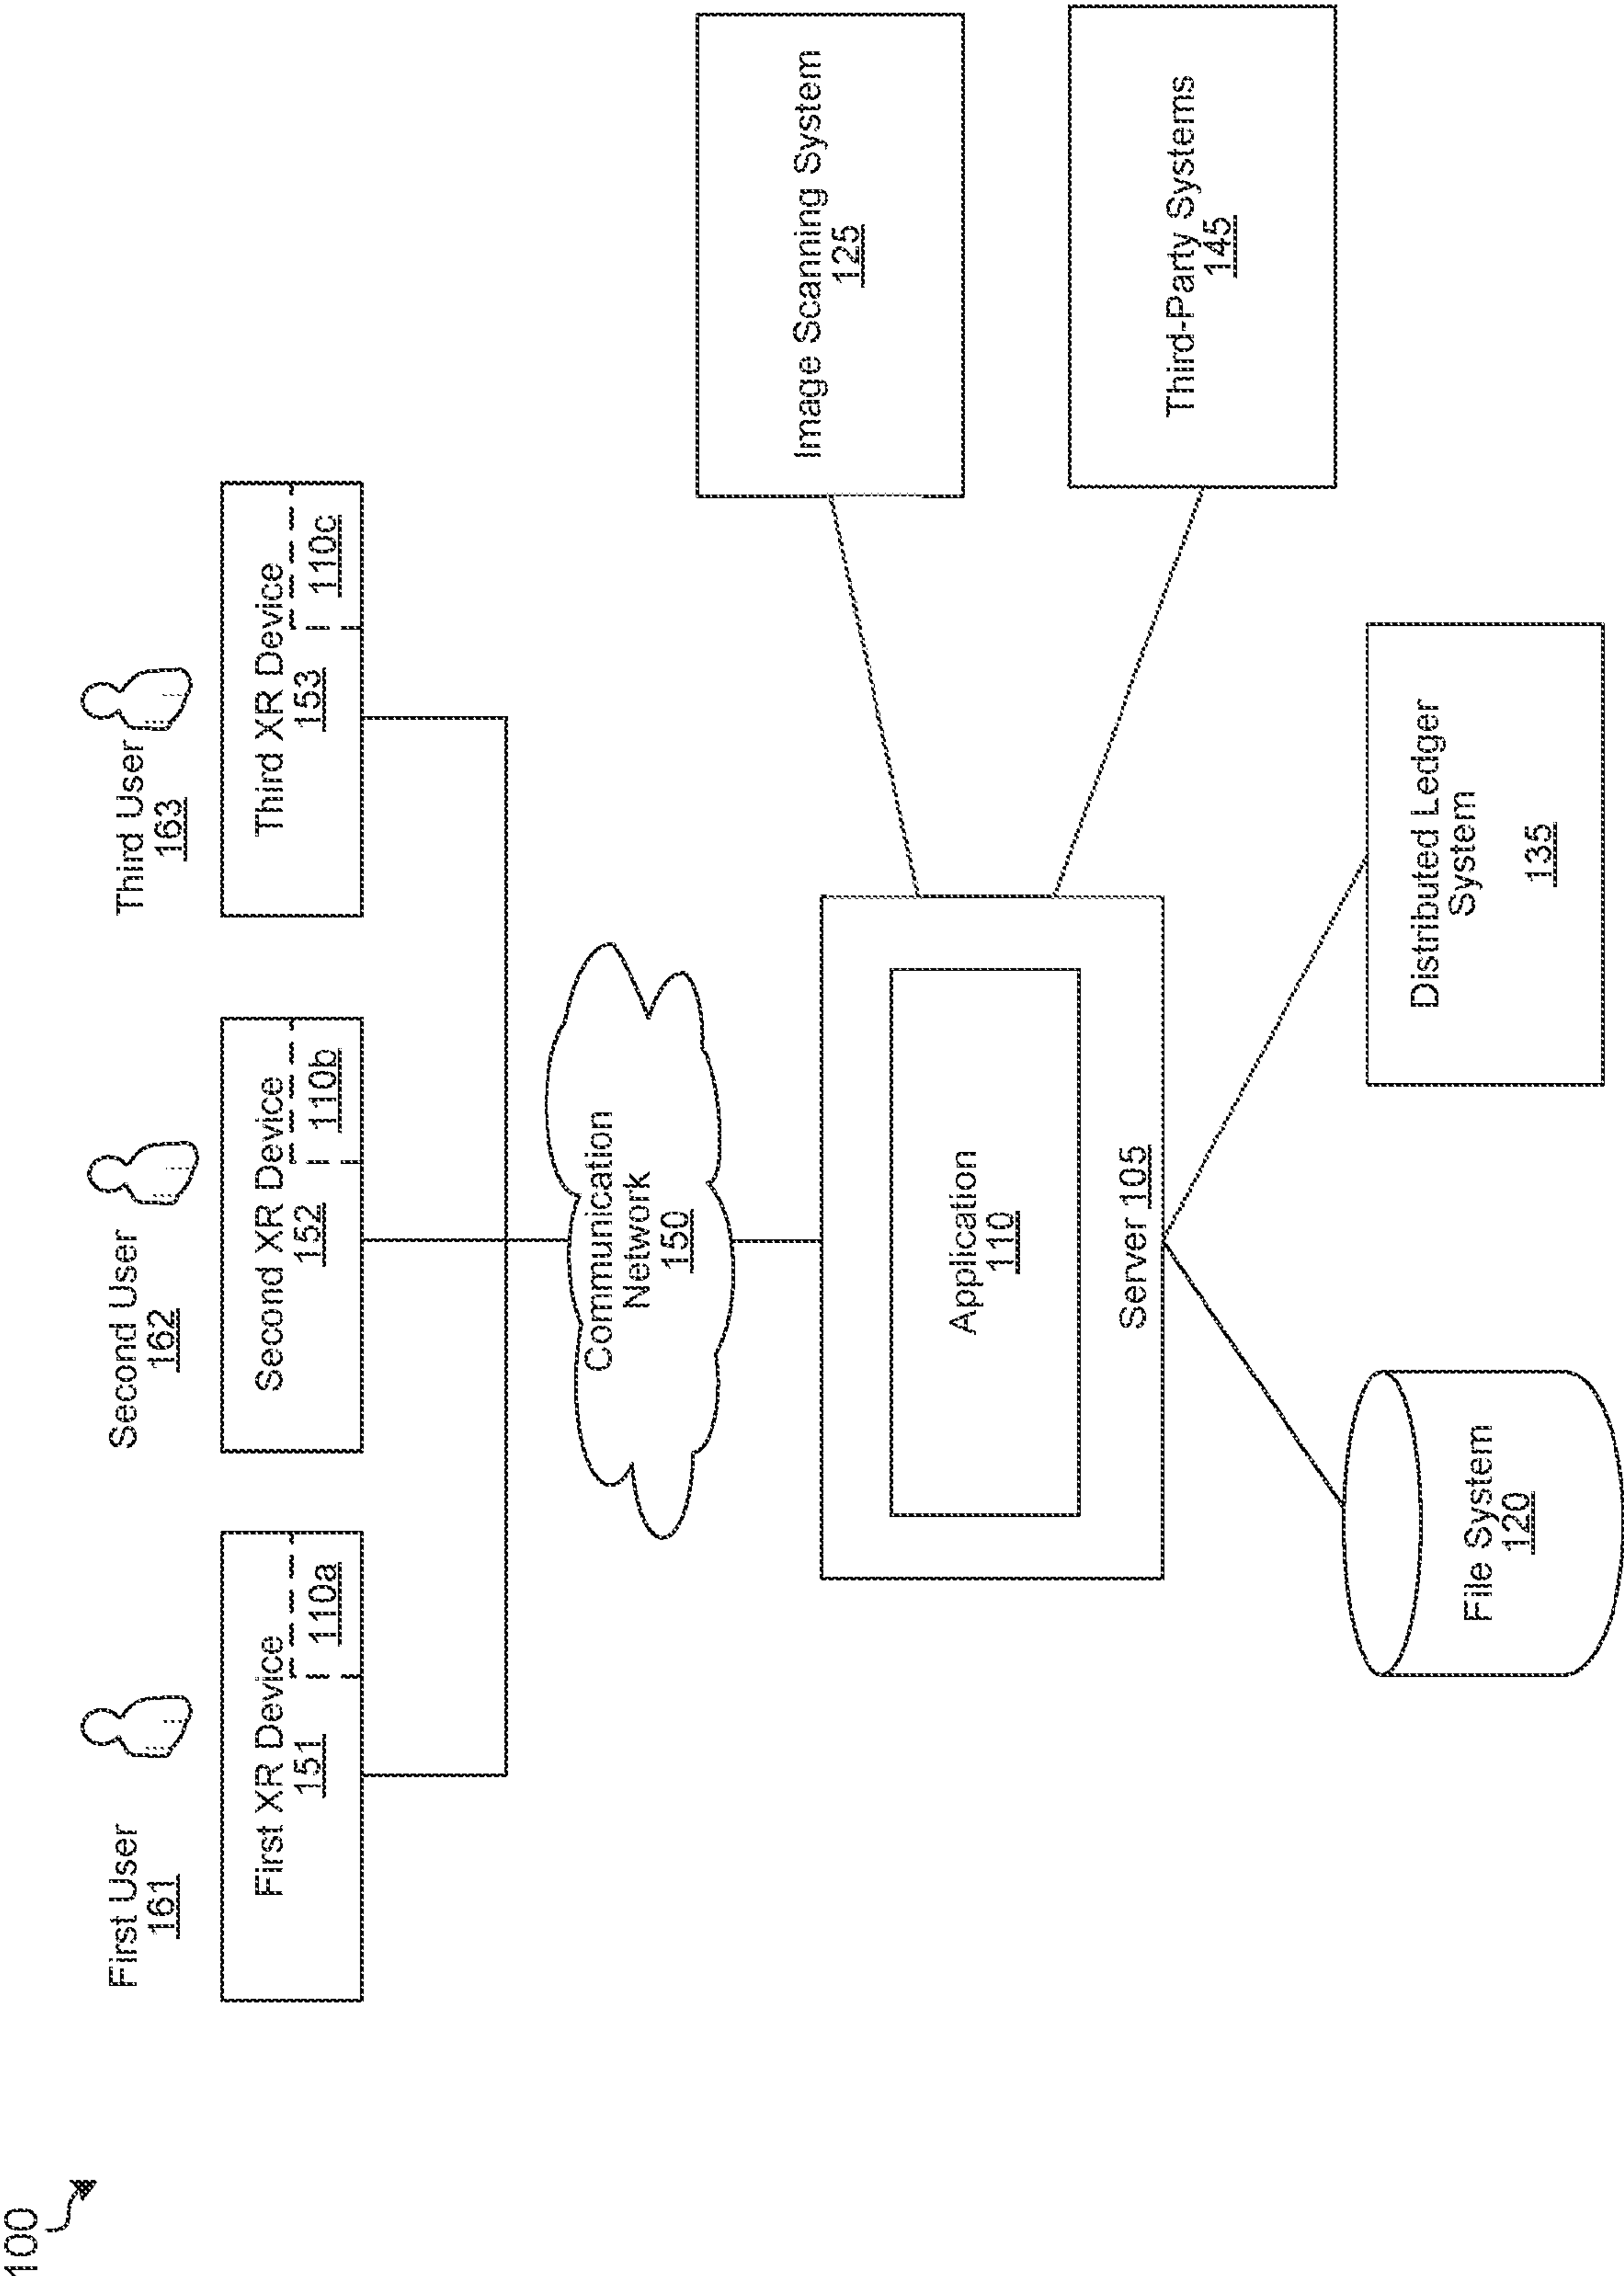 100
First User
161
Second User
162
Third User
163
First XR Device
151
110a
Second XR Device
152
110b
Third XR Device
153
110c
Communication
Network
150
Application
110
Server 105
Image Scanning System
125
Third-Party Systems
145
File System
120
Distributed Ledger
System
135